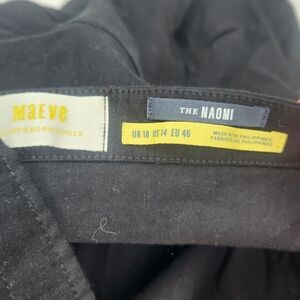 Maeve
ANTHROPOLOGIE
THE NAOMI
UK 18 US 14 EU 46
MADE IN PHILIPPINES
FABRIQUÉ EN PHILIPPINES